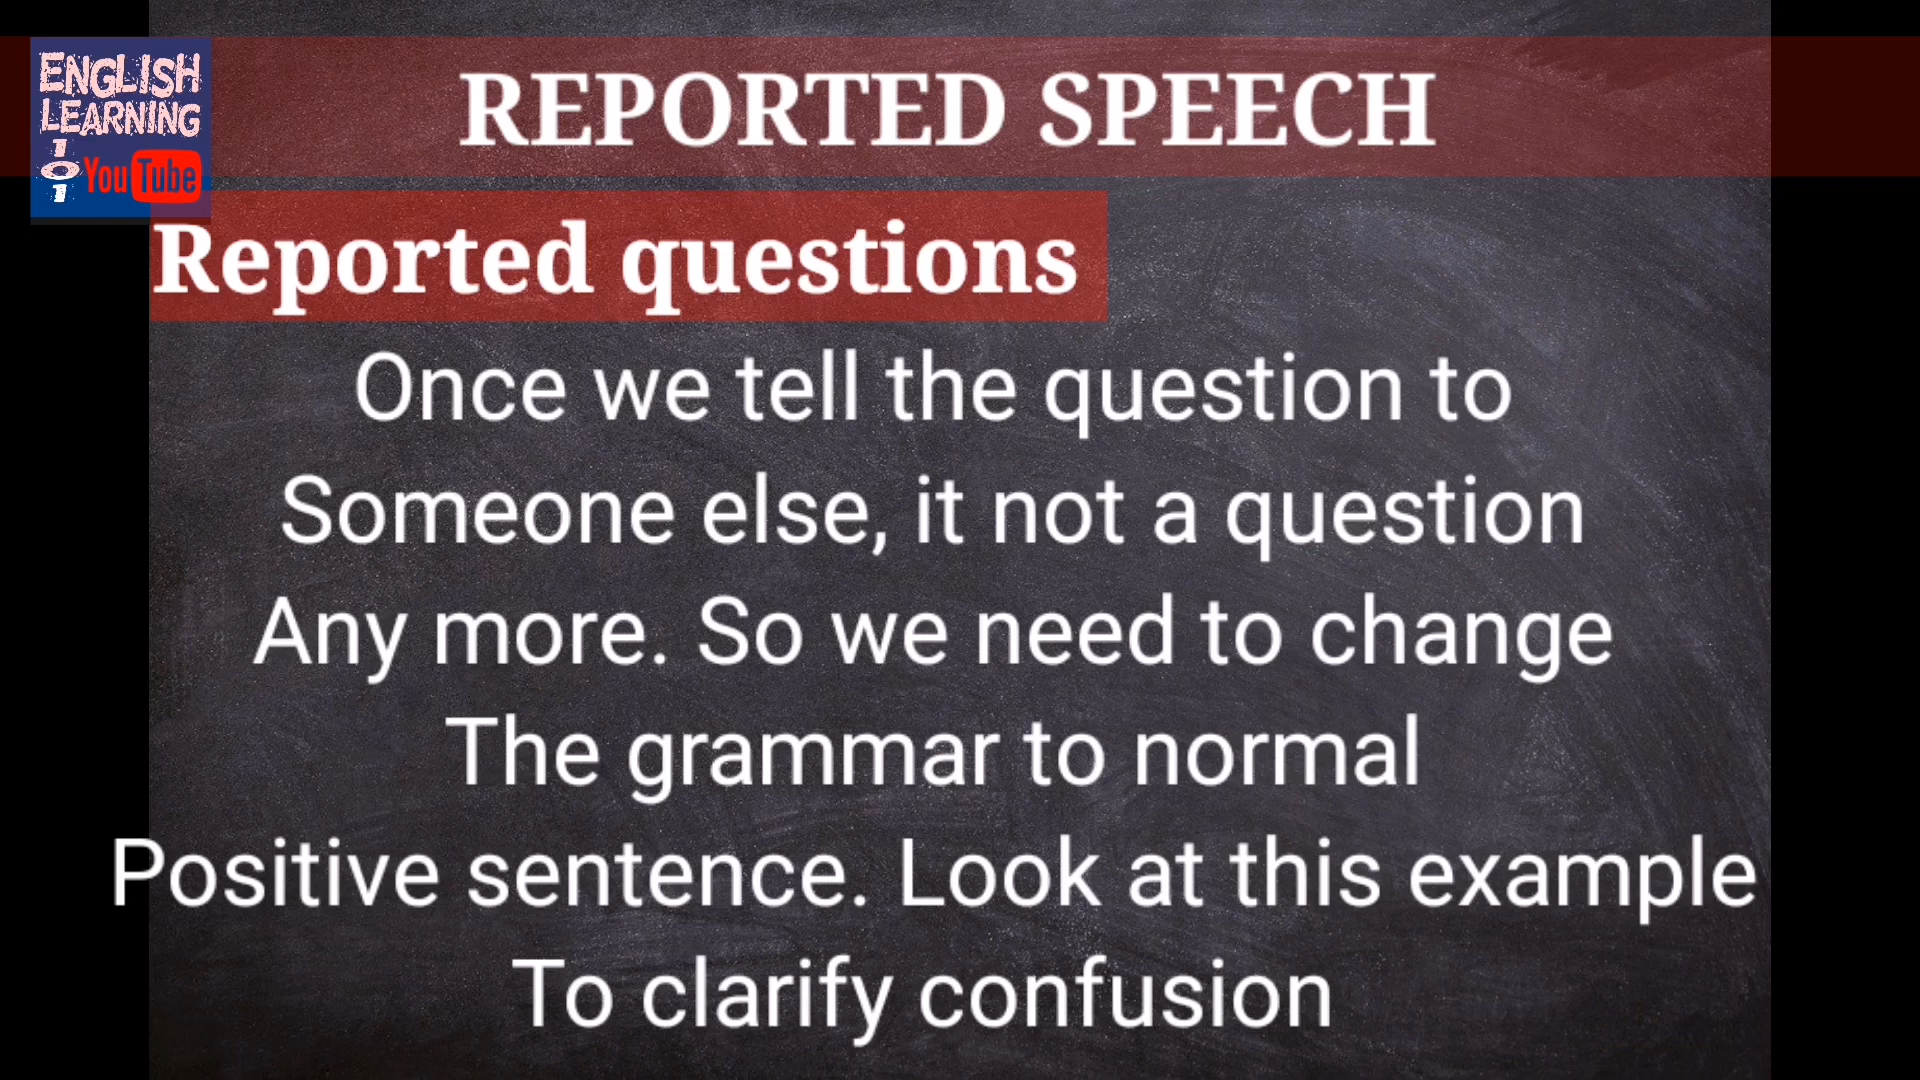 ENGLISH
LEARNING
101
YouTube
REPORTED SPEECH
Reported questions
Once we tell the question to
Someone else, it not a question
Any more. So we need to change
The grammar to normal
Positive sentence. Look at this example
To clarify confusion